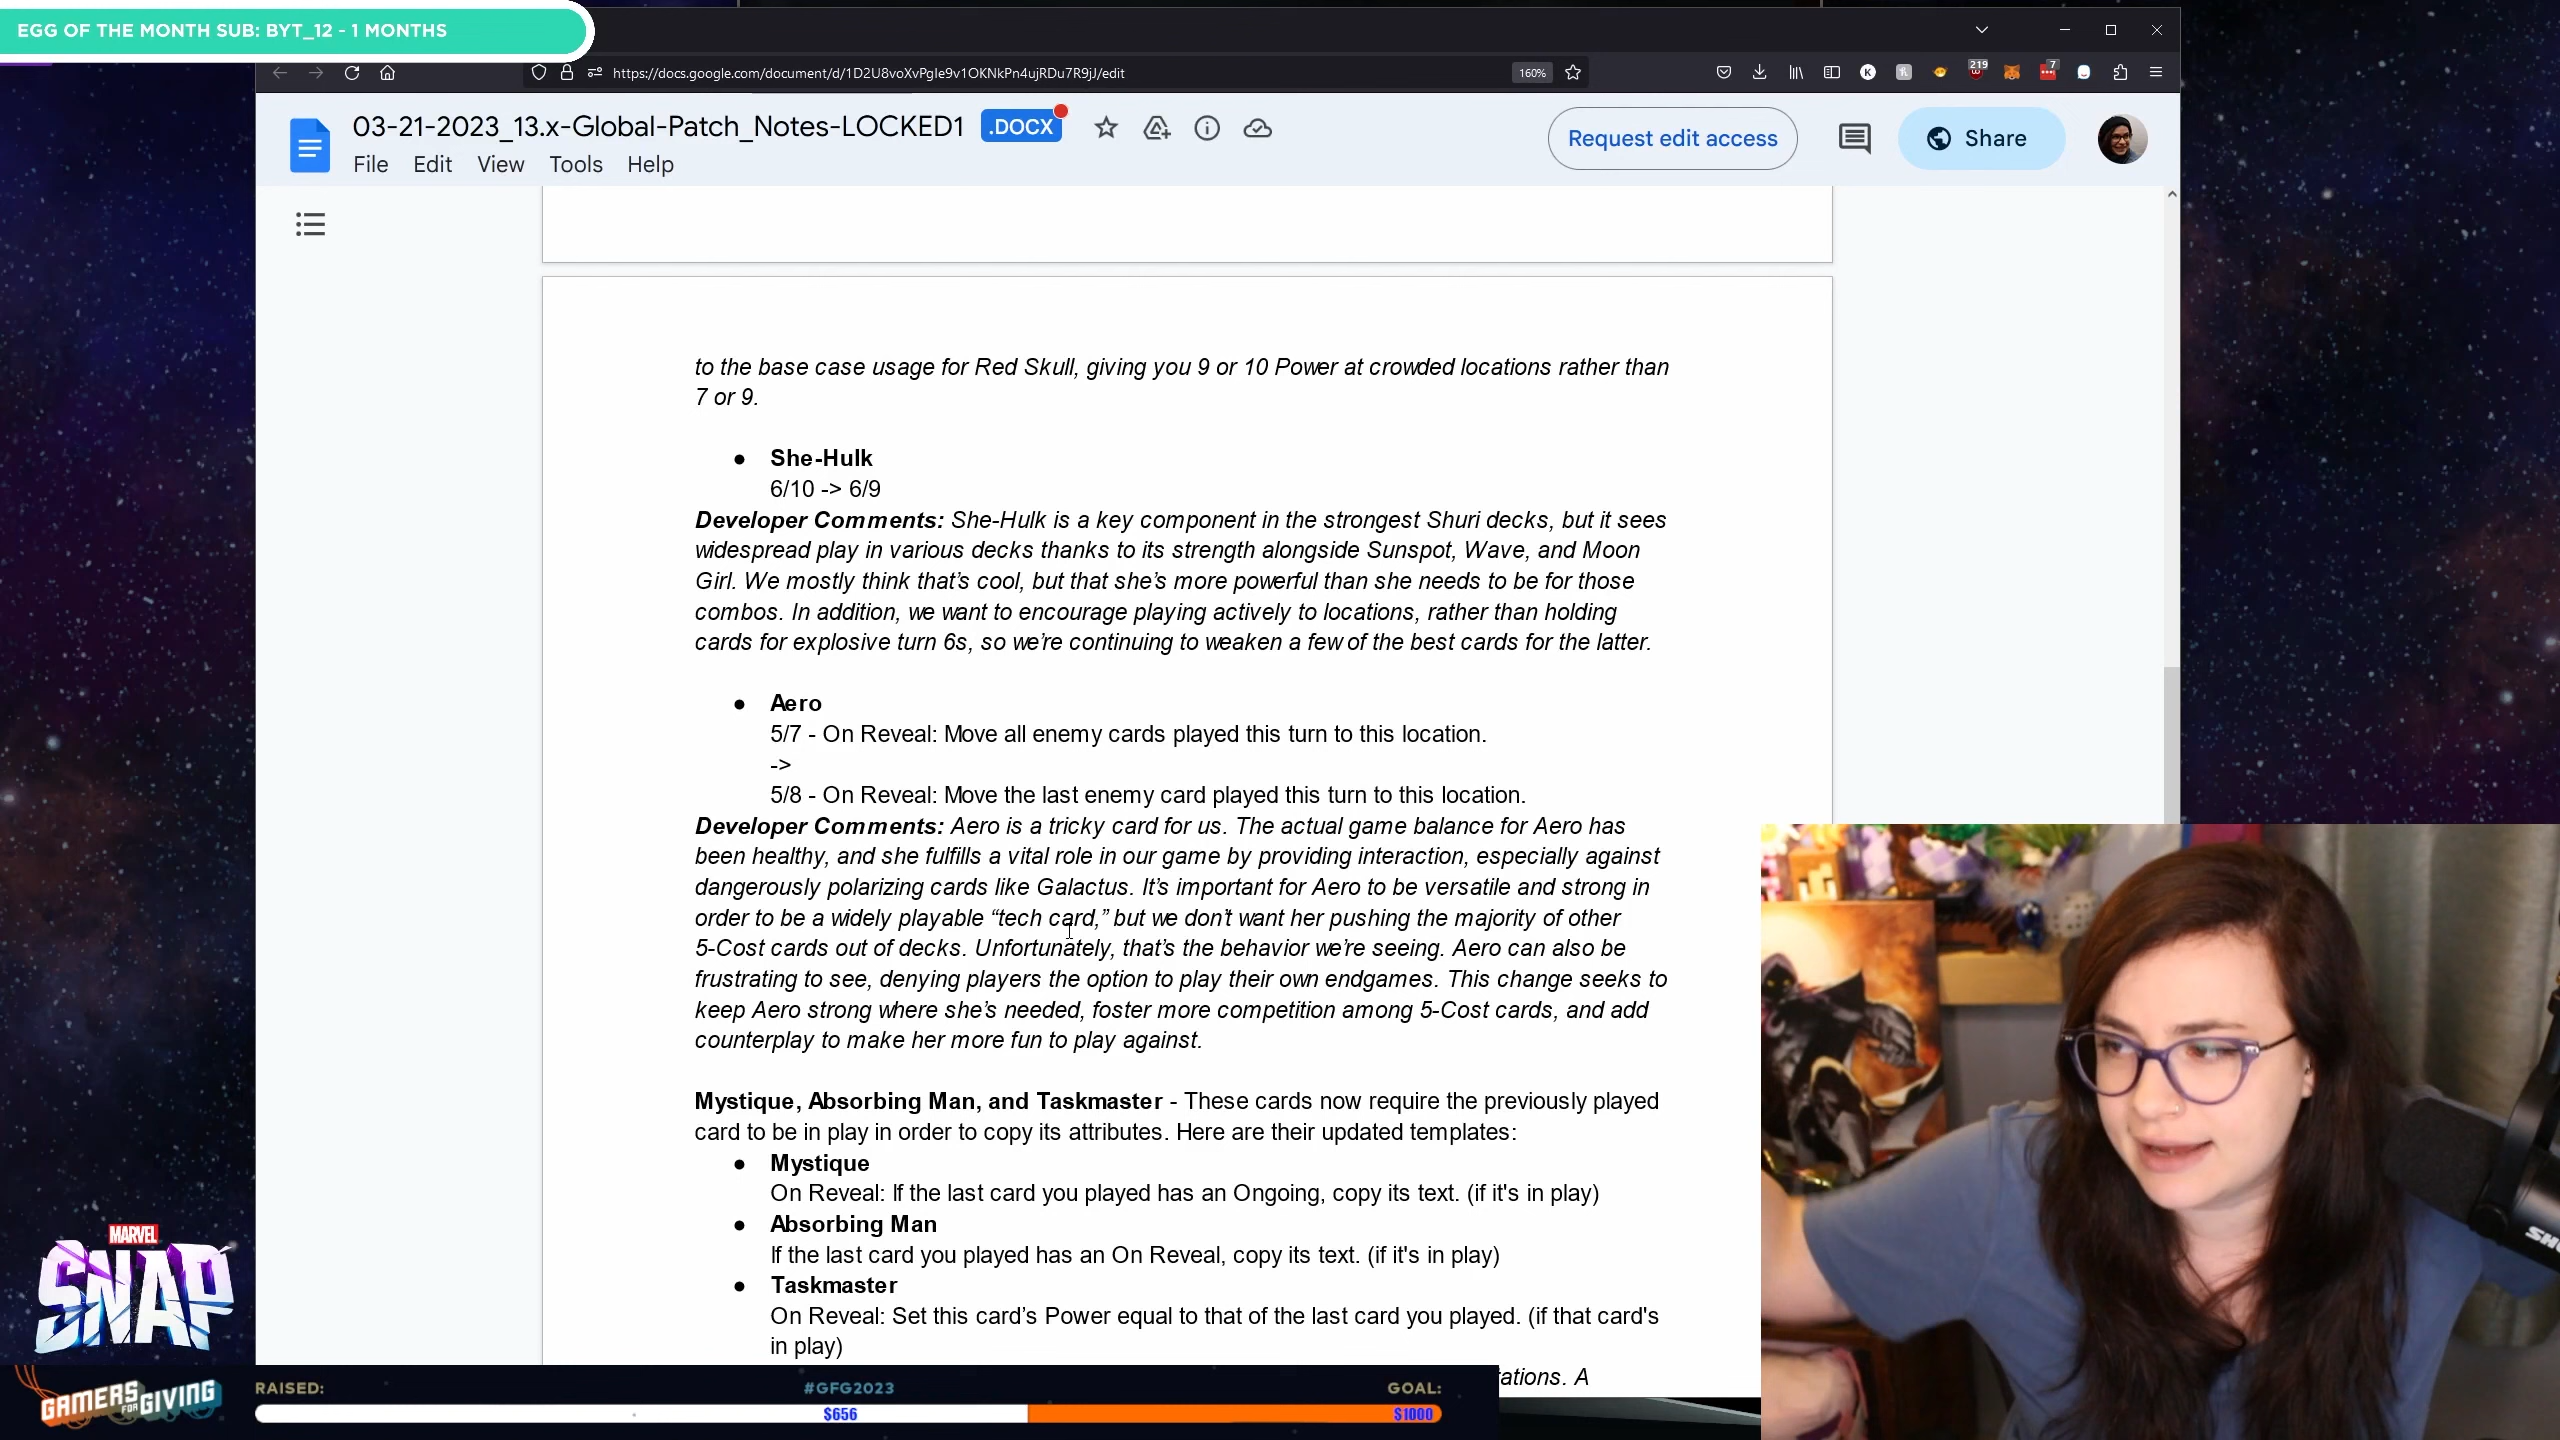 EGG OF THE MONTH SUB: BYT_12 - 1 MONTHS
https://docs.google.com/document/d/1D2U8voXvPgIe9v1OKNkPn4ujRDu7R9jJ/edit
160%
219
7
03-21-2023_13.x-Global-Patch_Notes-LOCKED1
.DOCX
Request edit access
Share
File Edit View Tools Help
to the base case usage for Red Skull, giving you 9 or 10 Power at crowded locations rather than
7 or 9.
● She-Hulk
6/10 -> 6/9
Developer Comments: She-Hulk is a key component in the strongest Shuri decks, but it sees
widespread play in various decks thanks to its strength alongside Sunspot, Wave, and Moon
Girl. We mostly think that's cool, but that she's more powerful than she needs to be for those
combos. In addition, we want to encourage playing actively to locations, rather than holding
cards for explosive turn 6s, so we're continuing to weaken a few of the best cards for the latter.
● Aero
5/7 - On Reveal: Move all enemy cards played this turn to this location.
->
5/8 - On Reveal: Move the last enemy card played this turn to this location.
Developer Comments: Aero is a tricky card for us. The actual game balance for Aero has
been healthy, and she fulfills a vital role in our game by providing interaction, especially against
dangerously polarizing cards like Galactus. It's important for Aero to be versatile and strong in
order to be a widely playable “tech card,” but we don't want her pushing the majority of other
5-Cost cards out of decks. Unfortunately, that's the behavior we're seeing. Aero can also be
frustrating to see, denying players the option to play their own endgames. This change seeks to
keep Aero strong where she's needed, foster more competition among 5-Cost cards, and add
counterplay to make her more fun to play against.
Mystique, Absorbing Man, and Taskmaster - These cards now require the previously played
card to be in play in order to copy its attributes. Here are their updated templates:
● Mystique
On Reveal: If the last card you played has an Ongoing, copy its text. (if it's in play)
● Absorbing Man
If the last card you played has an On Reveal, copy its text. (if it's in play)
● Taskmaster
On Reveal: Set this card's Power equal to that of the last card you played. (if that card's
in play)
ations. A
MARVEL
SNAP
GAMERS FOR GIVING
RAISED:
#GFG2023
GOAL:
$656
$1000